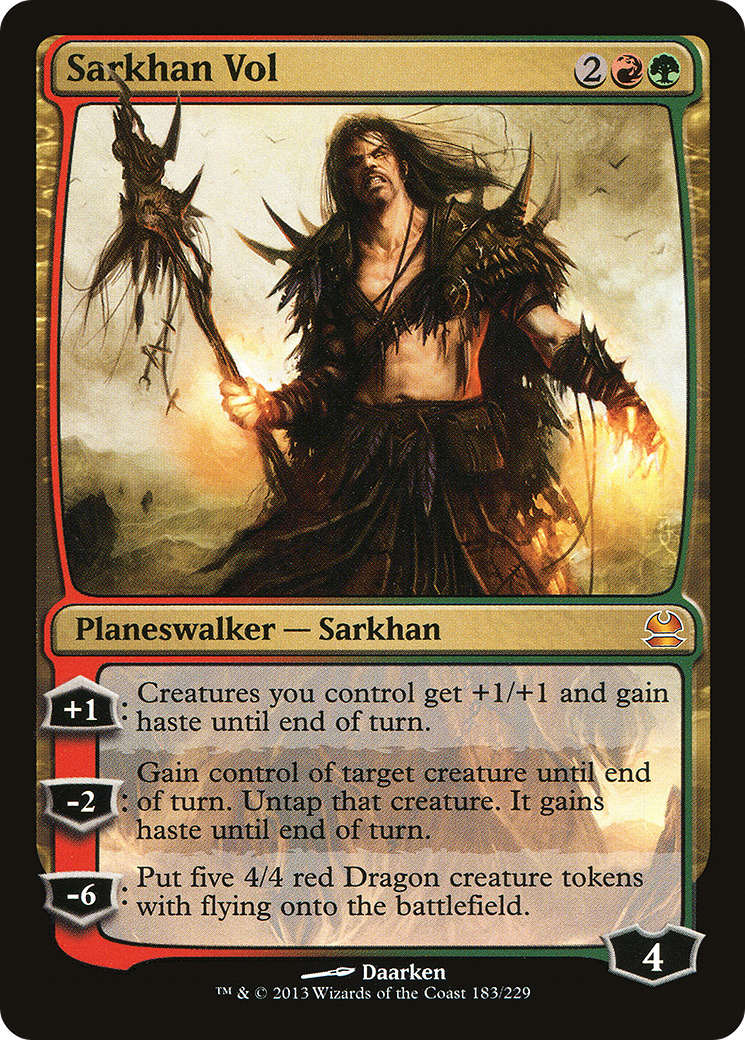 Sarkhan Vol 2
Planeswalker — Sarkhan
+1 : Creatures you control get +1/+1 and gain
haste until end of turn.
Gain control of target creature until end
-2 : of turn. Untap that creature. It gains
haste until end of turn.
-6 : Put five 4/4 red Dragon creature tokens
with flying onto the battlefield.
4
Daarken
™ & © 2013 Wizards of the Coast 183/229